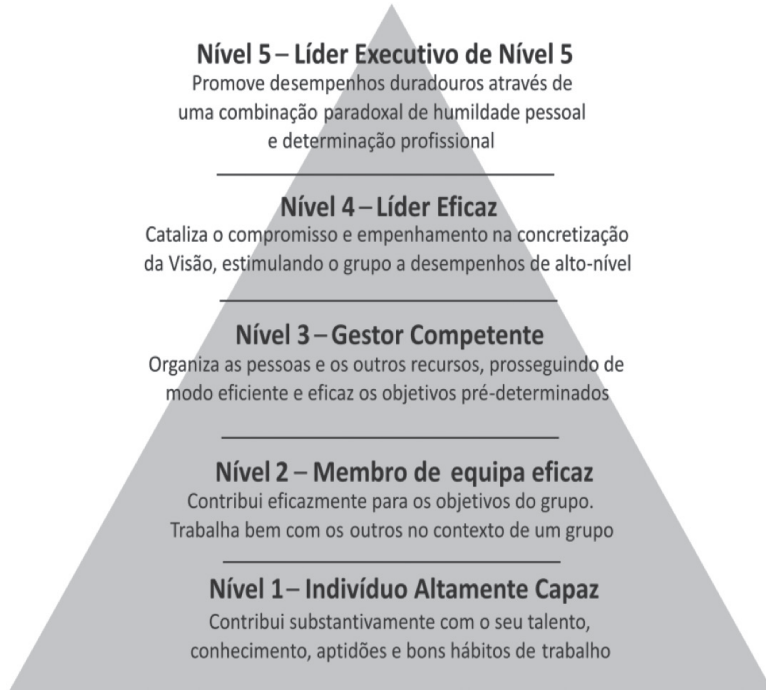 Nível 5 – Líder Executivo de Nível 5
Promove desempenhos duradouros através de
uma combinação paradoxal de humildade pessoal
e determinação profissional
Nível 4 – Líder Eficaz
Cataliza o compromisso e empenhamento na concretização
da Visão, estimulando o grupo a desempenhos de alto-nível
Nível 3 – Gestor Competente
Organiza as pessoas e os outros recursos, prosseguindo de
modo eficiente e eficaz os objetivos pré-determinados
Nível 2 – Membro de equipa eficaz
Contribui eficazmente para os objetivos do grupo.
Trabalha bem com os outros no contexto de um grupo
Nível 1 – Indivíduo Altamente Capaz
Contribui substantivamente com o seu talento,
conhecimento, aptidões e bons hábitos de trabalho